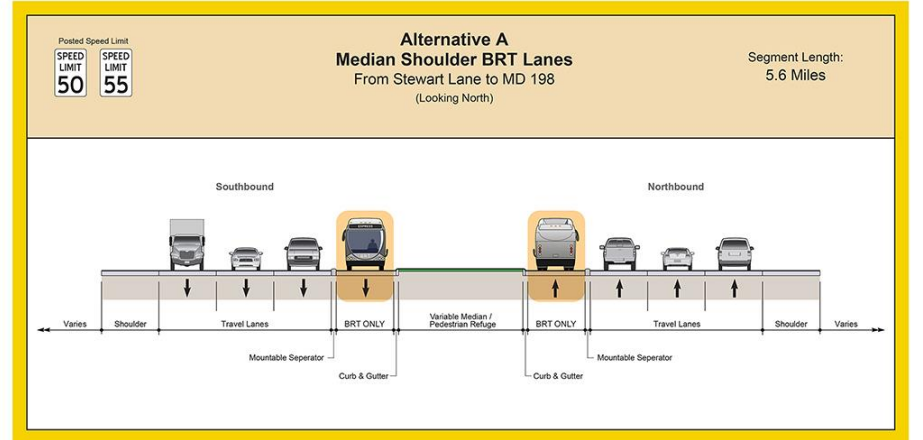 Posted Speed Limit
SPEED
LIMIT
50
SPEED
LIMIT
55
Alternative A
Median Shoulder BRT Lanes
From Stewart Lane to MD 198
(Looking North)
Segment Length:
5.6 Miles
Southbound
Northbound
EXPRESS
Varies
Shoulder
Travel Lanes
BRT ONLY
Variable Median /
Pedestrian Refuge
BRT ONLY
Travel Lanes
Shoulder
Varies
Mountable Seperator
Mountable Seperator
Curb & Gutter
Curb & Gutter